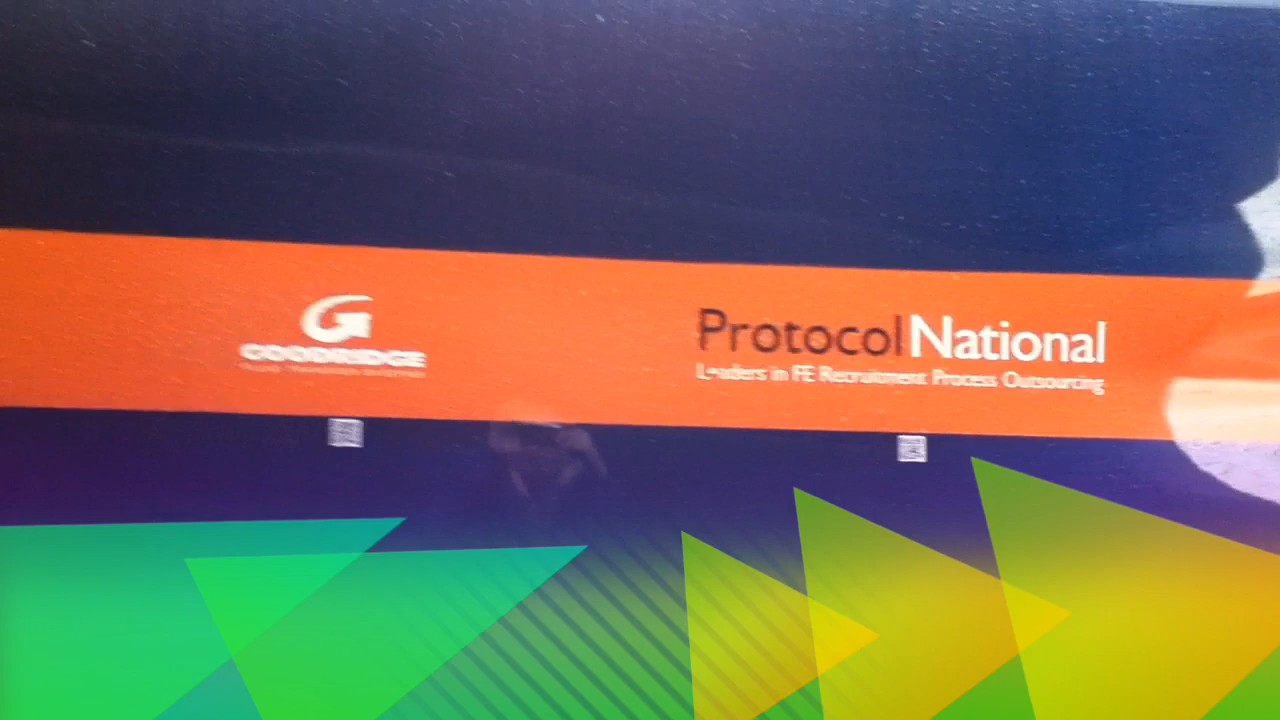 GOODRIDGE
Protocol National
Leaders in FE Recruitment Process Outsourcing